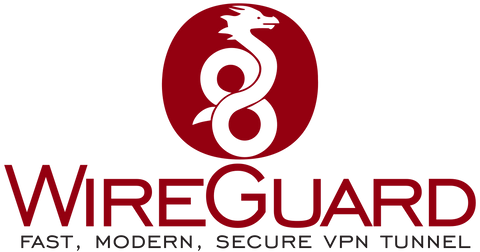 WireGuard
FAST, MODERN, SECURE VPN TUNNEL